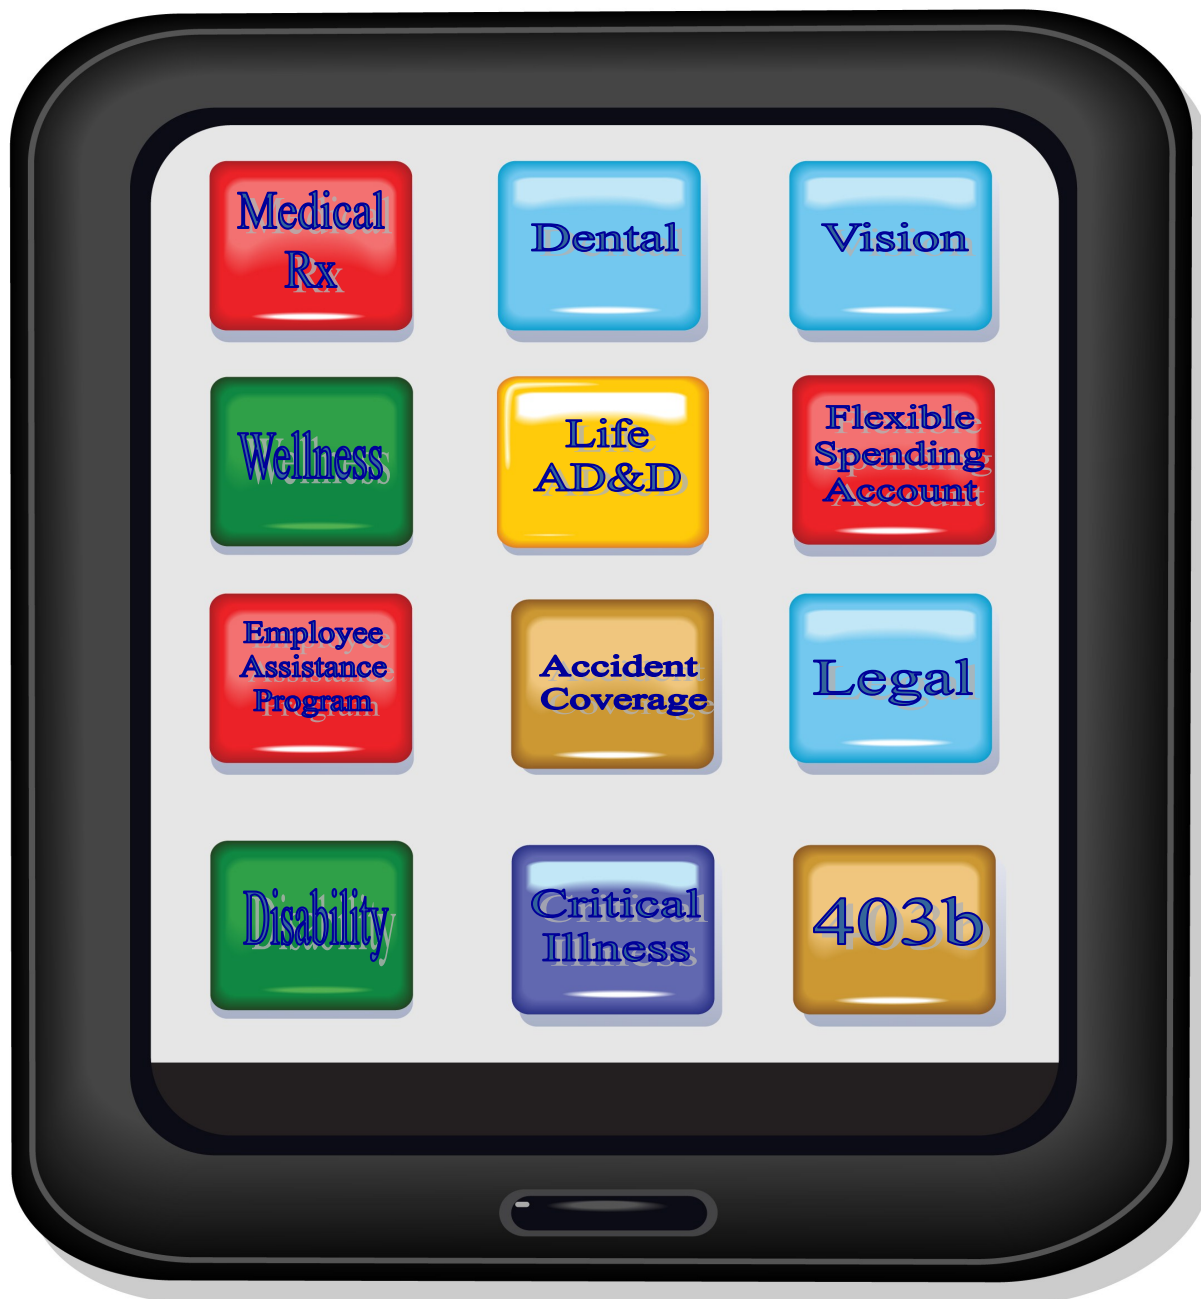 Medical
Rx
Dental
Vision
Wellness
Life
AD&D
Flexible
Spending
Account
Employee
Assistance
Program
Accident
Coverage
Legal
Disability
Critical
Illness
403b